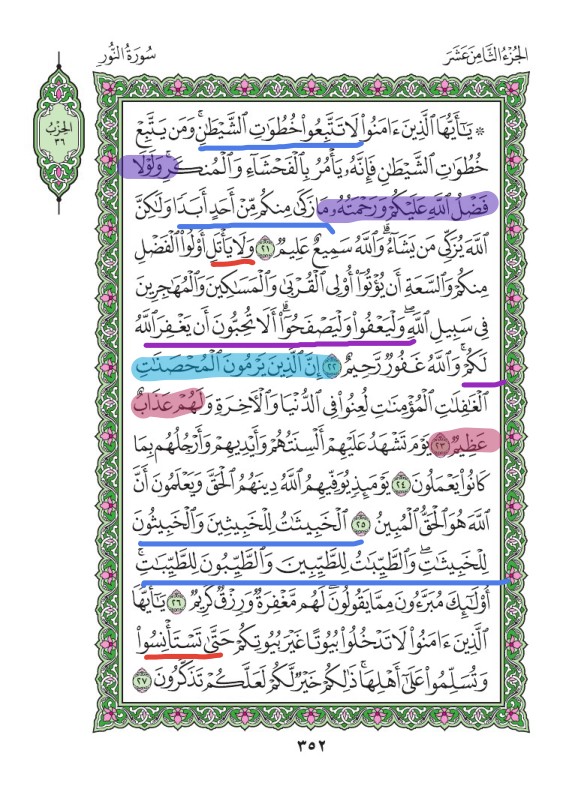 الجُزْءُ الثَّامِنَ عَشَرَ
سُورَةُ النُّورِ
الحِزْبُ
٣٦
۞ يَٰٓأَيُّهَا ٱلَّذِينَ ءَامَنُوا۟ لَا تَتَّبِعُوا۟ خُطُوَٰتِ ٱلشَّيْطَٰنِ ۚ وَمَن يَتَّبِعْ
خُطُوَٰتِ ٱلشَّيْطَٰنِ فَإِنَّهُۥ يَأْمُرُ بِٱلْفَحْشَآءِ وَٱلْمُنكَرِ ۚ وَلَوْلَا
فَضْلُ ٱللَّهِ عَلَيْكُمْ وَرَحْمَتُهُۥ مَا زَكَىٰ مِنكُم مِّنْ أَحَدٍ أَبَدًا وَلَٰكِنَّ
ٱللَّهَ يُزَكِّى مَن يَشَآءُ ۗ وَٱللَّهُ سَمِيعٌ عَلِيمٌ ٢١ وَلَا يَأْتَلِ أُو۟لُوا۟ ٱلْفَضْلِ
مِنكُمْ وَٱلسَّعَةِ أَن يُؤْتُوٓا۟ أُو۟لِى ٱلْقُرْبَىٰ وَٱلْمَسَٰكِينَ وَٱلْمُهَٰجِرِينَ
فِى سَبِيلِ ٱللَّهِ ۖ وَلْيَعْفُوا۟ وَلْيَصْفَحُوٓا۟ ۗ أَلَا تُحِبُّونَ أَن يَغْفِرَ ٱللَّهُ
لَكُمْ ۗ وَٱللَّهُ غَفُورٌ رَّحِيمٌ ٢٢ إِنَّ ٱلَّذِينَ يَرْمُونَ ٱلْمُحْصَنَٰتِ
ٱلْغَٰفِلَٰتِ ٱلْمُؤْمِنَٰتِ لُعِنُوا۟ فِى ٱلدُّنْيَا وَٱلْءَاخِرَةِ وَلَهُمْ عَذَابٌ
عَظِيمٌ ٢٣ يَوْمَ تَشْهَدُ عَلَيْهِمْ أَلْسِنَتُهُمْ وَأَيْدِيهِمْ وَأَرْجُلُهُم بِمَا
كَانُوا۟ يَعْمَلُونَ ٢٤ يَوْمَئِذٍ يُوَفِّيهِمُ ٱللَّهُ دِينَهُمُ ٱلْحَقَّ وَيَعْلَمُونَ أَنَّ
ٱللَّهَ هُوَ ٱلْحَقُّ ٱلْمُبِينُ ٢٥ ٱلْخَبِيثَٰتُ لِلْخَبِيثِينَ وَٱلْخَبِيثُونَ
لِلْخَبِيثَٰتِ ۖ وَٱلطَّيِّبَٰتُ لِلطَّيِّبِينَ وَٱلطَّيِّبُونَ لِلطَّيِّبَٰتِ ۚ
أُو۟لَٰٓئِكَ مُبَرَّءُونَ مِمَّا يَقُولُونَ ۖ لَهُم مَّغْفِرَةٌ وَرِزْقٌ كَرِيمٌ ٢٦ يَٰٓأَيُّهَا
ٱلَّذِينَ ءَامَنُوا۟ لَا تَدْخُلُوا۟ بُيُوتًا غَيْرَ بُيُوتِكُمْ حَتَّىٰ تَسْتَأْنِسُوا۟
وَتُسَلِّمُوا۟ عَلَىٰٓ أَهْلِهَا ۚ ذَٰلِكُمْ خَيْرٌ لَّكُمْ لَعَلَّكُمْ تَذَكَّرُونَ ٢٧
٣٥٢